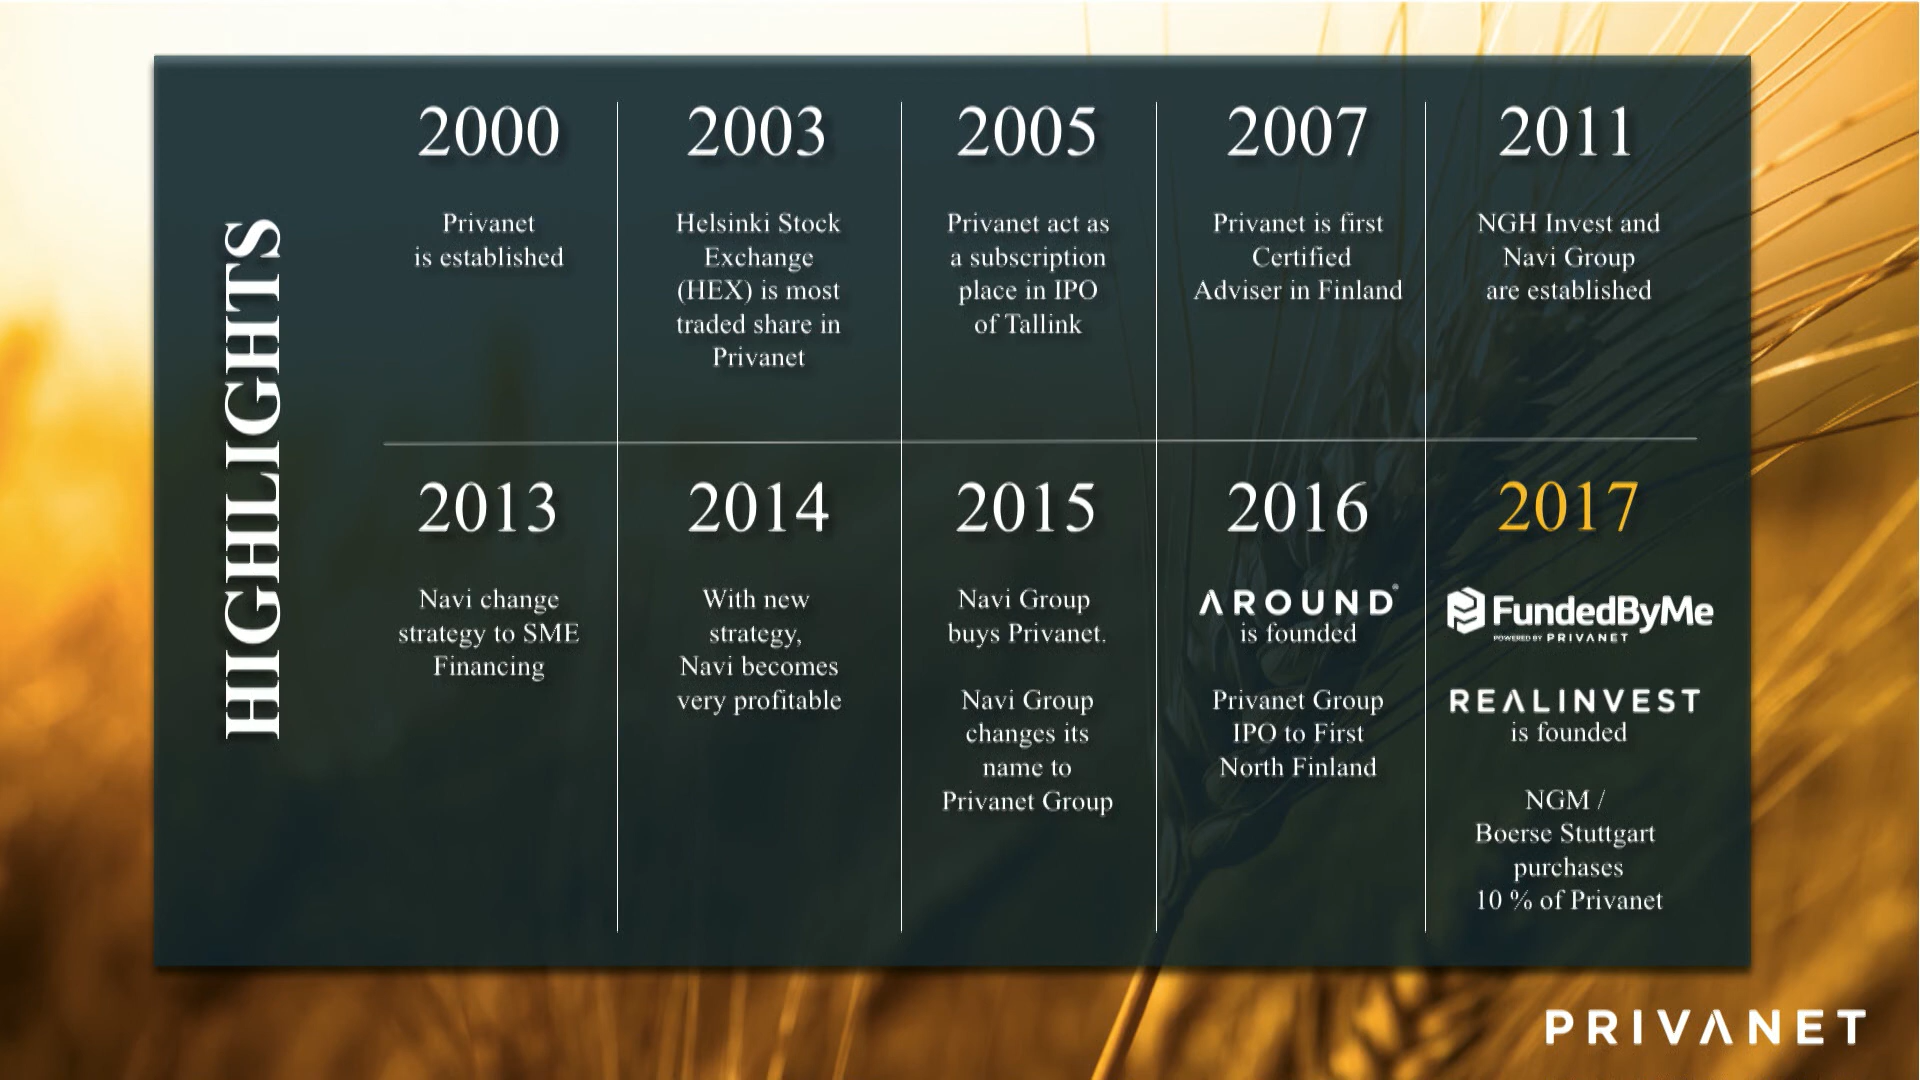 HIGHLIGHTS
2000
Privanet
is established
2003
Helsinki Stock
Exchange
(HEX) is most
traded share in
Privanet
2005
Privanet act as
a subscription
place in IPO
of Tallink
2007
Privanet is first
Certified
Adviser in Finland
2011
NGH Invest and
Navi Group
are established
2013
Navi change
strategy to SME
Financing
2014
With new
strategy,
Navi becomes
very profitable
2015
Navi Group
buys Privanet.
Navi Group
changes its
name to
Privanet Group
2016
AROUND®
is founded
Privanet Group
IPO to First
North Finland
2017
FundedByMe
POWERED BY PRIVANET
REALINVEST
is founded
NGM /
Boerse Stuttgart
purchases
10 % of Privanet
PRIVANET